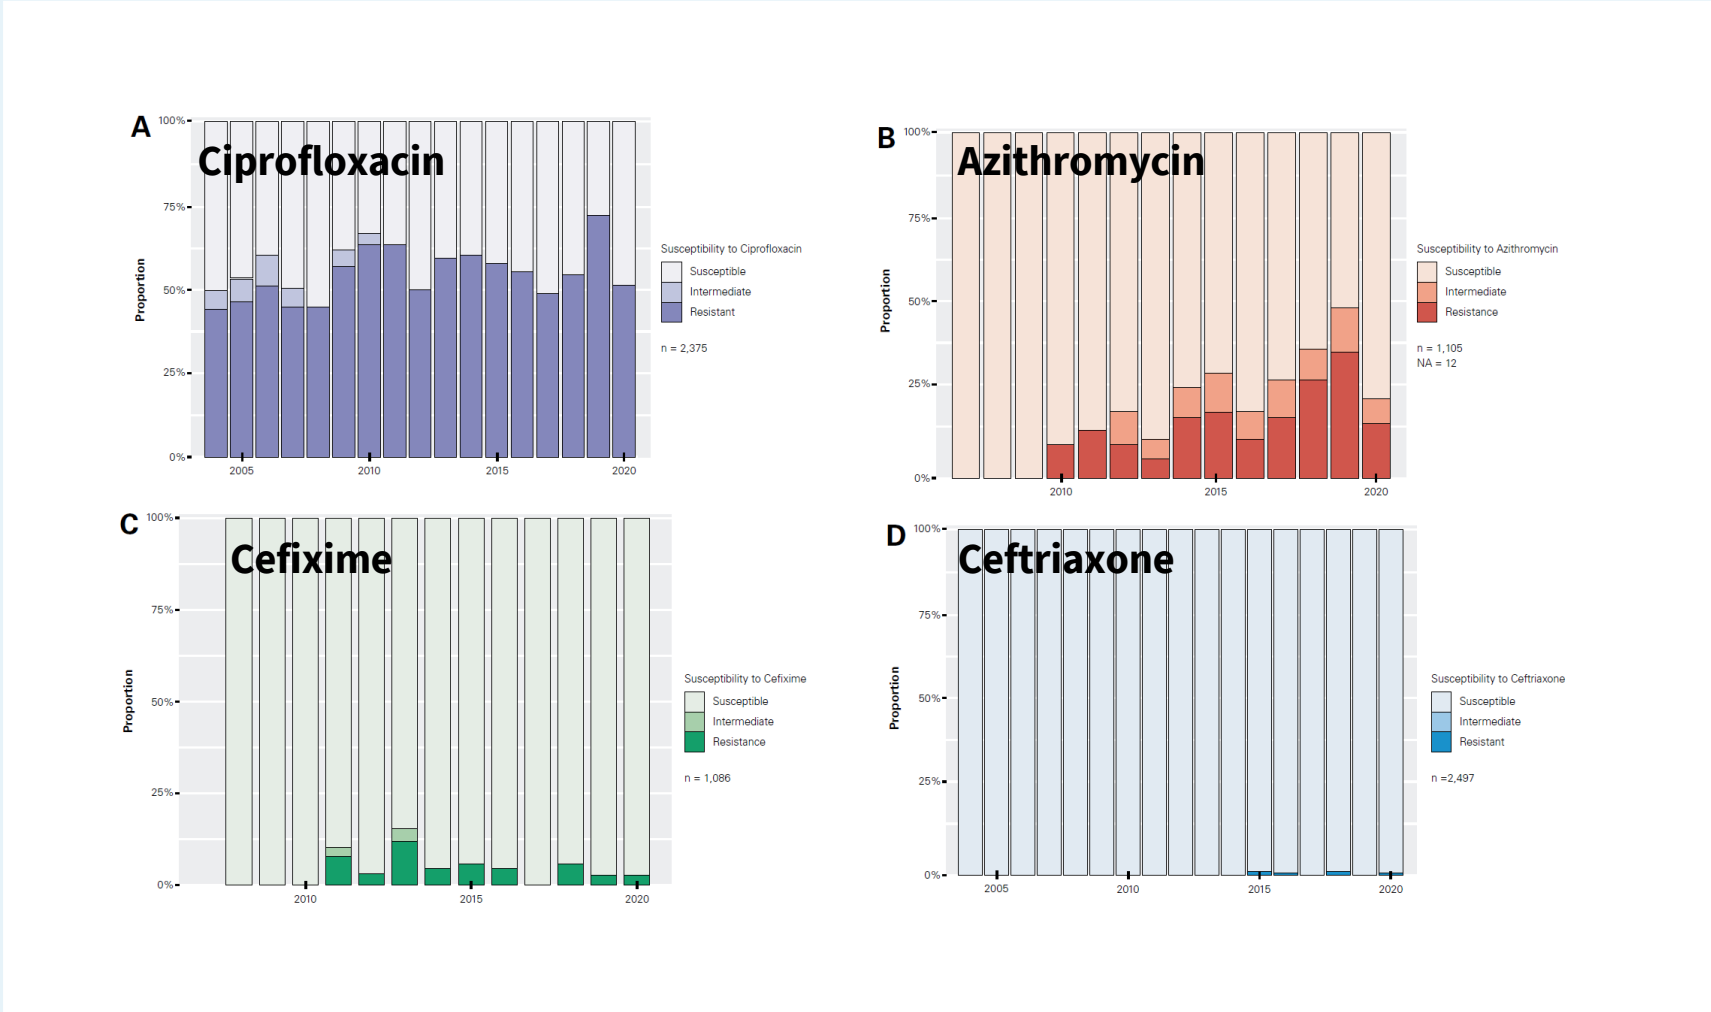 A
Ciprofloxacin
100%
75%
50%
25%
0%
Proportion
2005
2010
2015
2020
Susceptibility to Ciprofloxacin
Susceptible
Intermediate
Resistant
n = 2,375
B
Azithromycin
100%
75%
50%
25%
0%
Proportion
2010
2015
2020
Susceptibility to Azithromycin
Susceptible
Intermediate
Resistance
n = 1,105
NA = 12
C
Cefixime
100%
75%
50%
25%
0%
Proportion
2010
2015
2020
Susceptibility to Cefixime
Susceptible
Intermediate
Resistance
n = 1,086
D
Ceftriaxone
100%
75%
50%
25%
0%
Proportion
2005
2010
2015
2020
Susceptibility to Ceftriaxone
Susceptible
Intermediate
Resistant
n =2,497